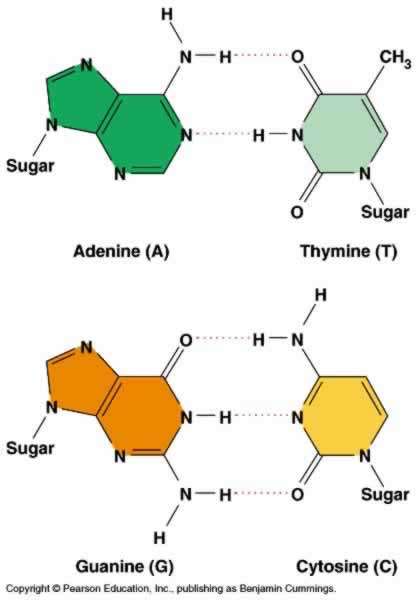 H
N H O CH3
N
N N H N
Sugar N N
O Sugar
Adenine (A) Thymine (T)
H
O H N
N
N N H N
Sugar N N
N H O Sugar
H
Guanine (G) Cytosine (C)
Copyright © Pearson Education, Inc., publishing as Benjamin Cummings.